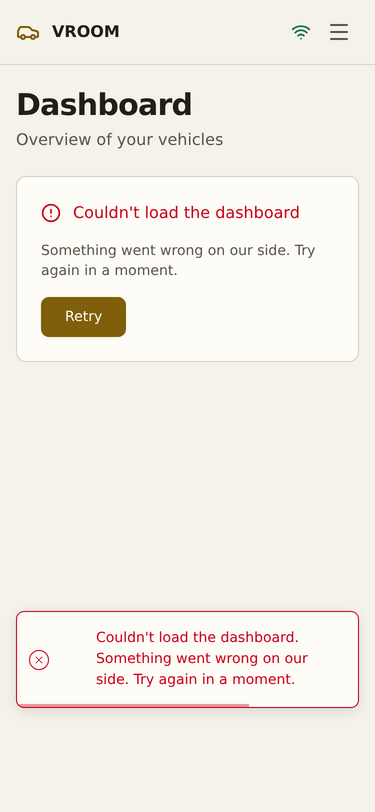 VROOM
Dashboard
Overview of your vehicles
Couldn't load the dashboard
Something went wrong on our side. Try
again in a moment.
Retry
Couldn't load the dashboard.
Something went wrong on our
side. Try again in a moment.